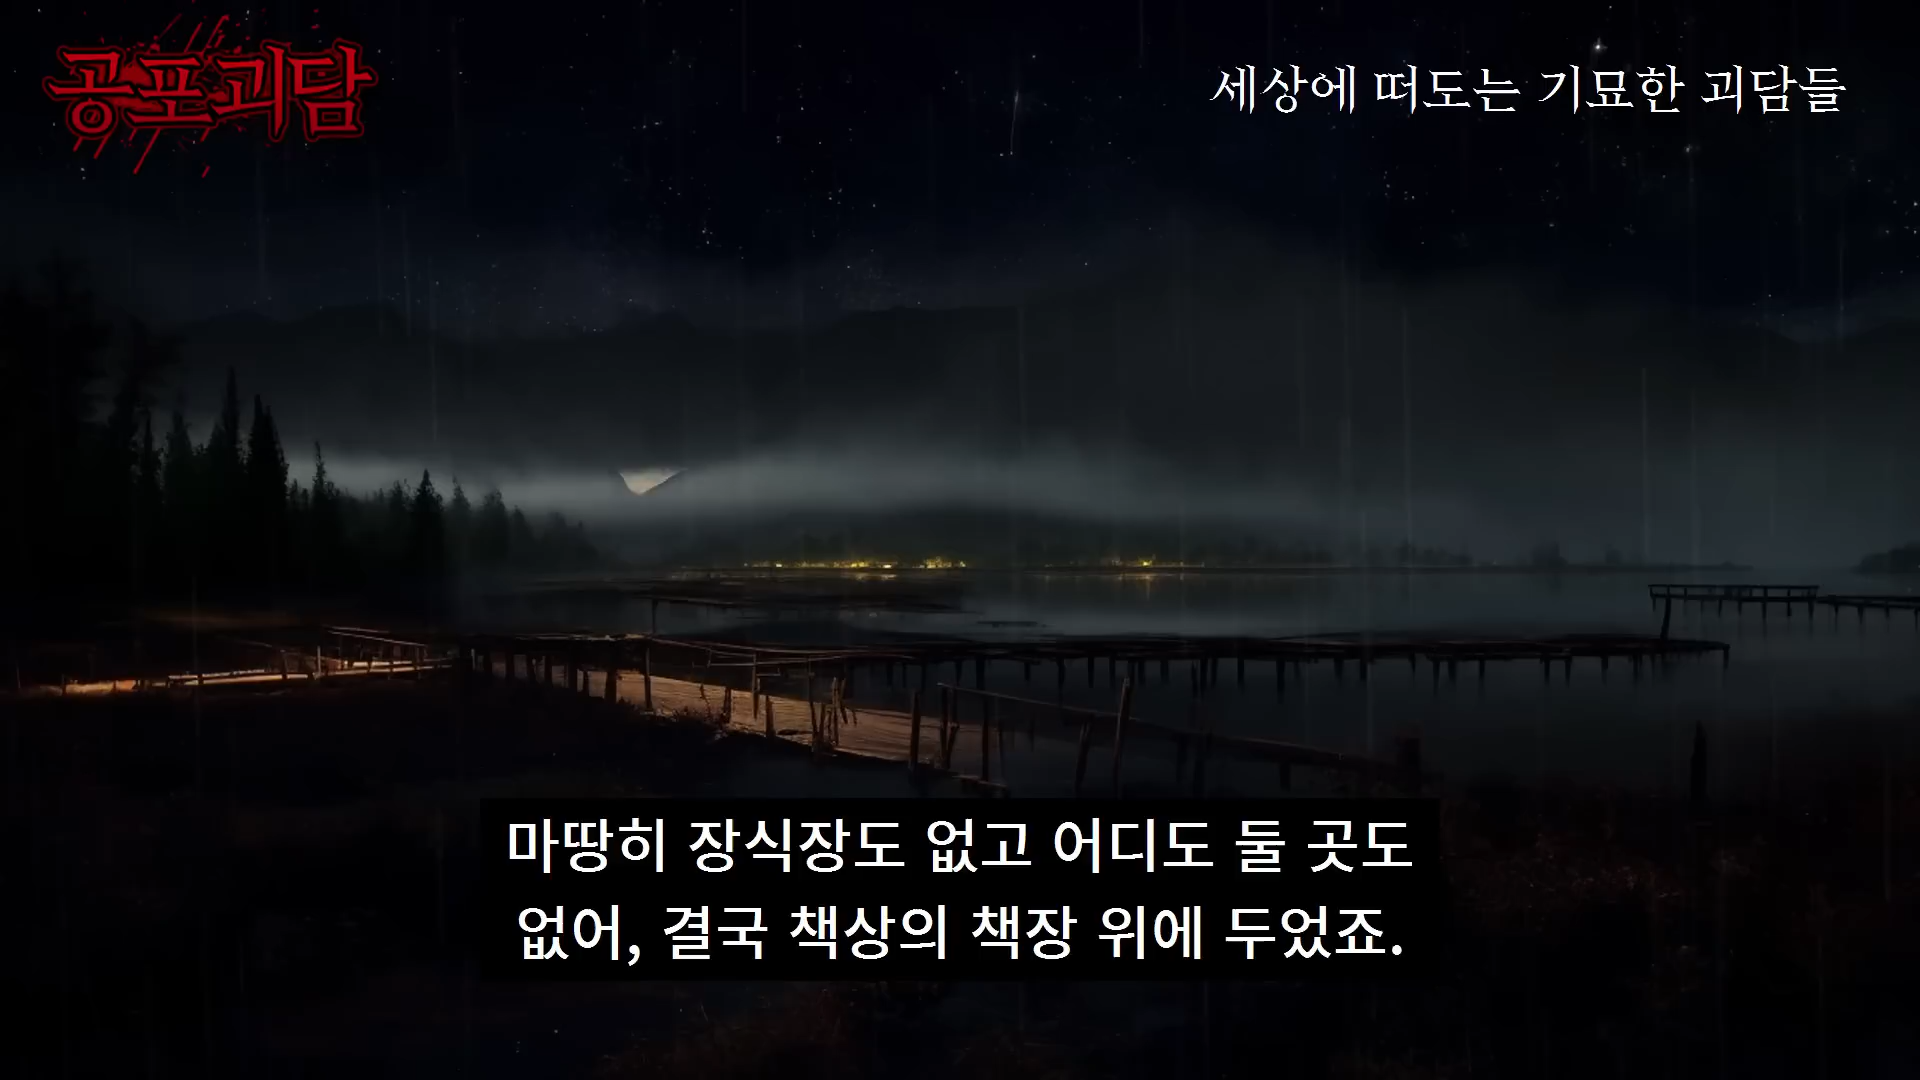 공포괴담
세상에 떠도는 기묘한 괴담들
마땅히 장식장도 없고 어디도 둘 곳도
없어, 결국 책상의 책장 위에 두었죠.